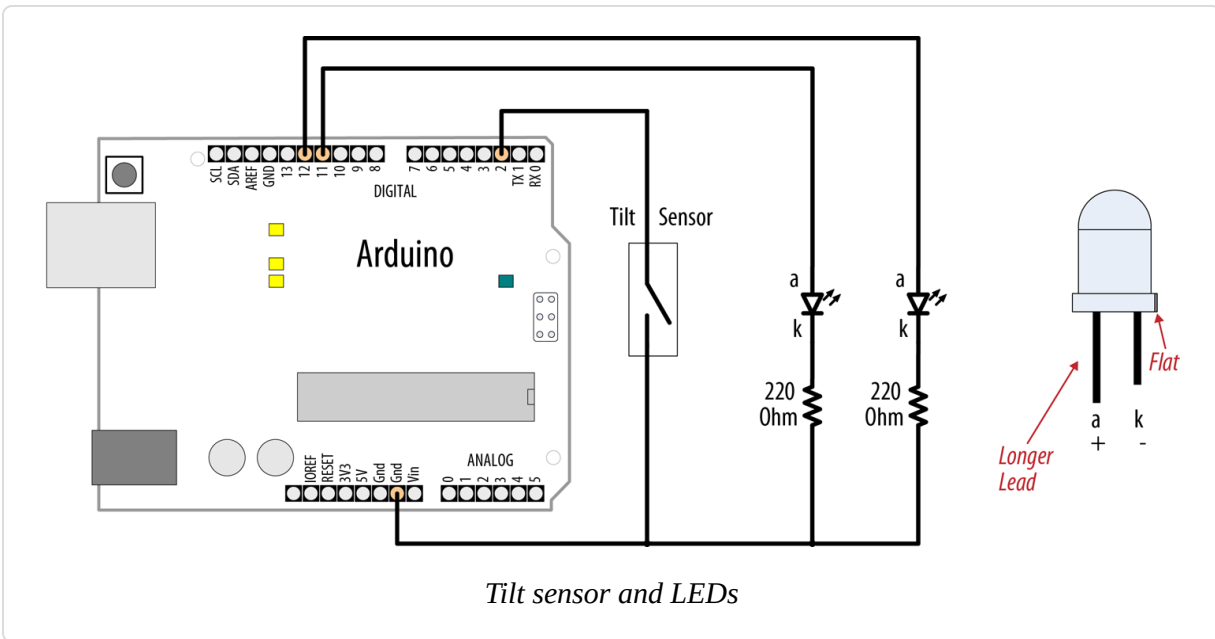 SCL
SDA
AREF
GND
13
12
11
10
9
8
7
6
5
4
3
2
TX 1
RX 0
DIGITAL
Arduino
Tilt Sensor
a
k
a
k
220
Ohm
220
Ohm
IOREF
RESET
3V3
5V
Gnd
Gnd
Vin
ANALOG
0
1
2
3
4
5
Flat
a k
+ -
Longer
Lead
Tilt sensor and LEDs